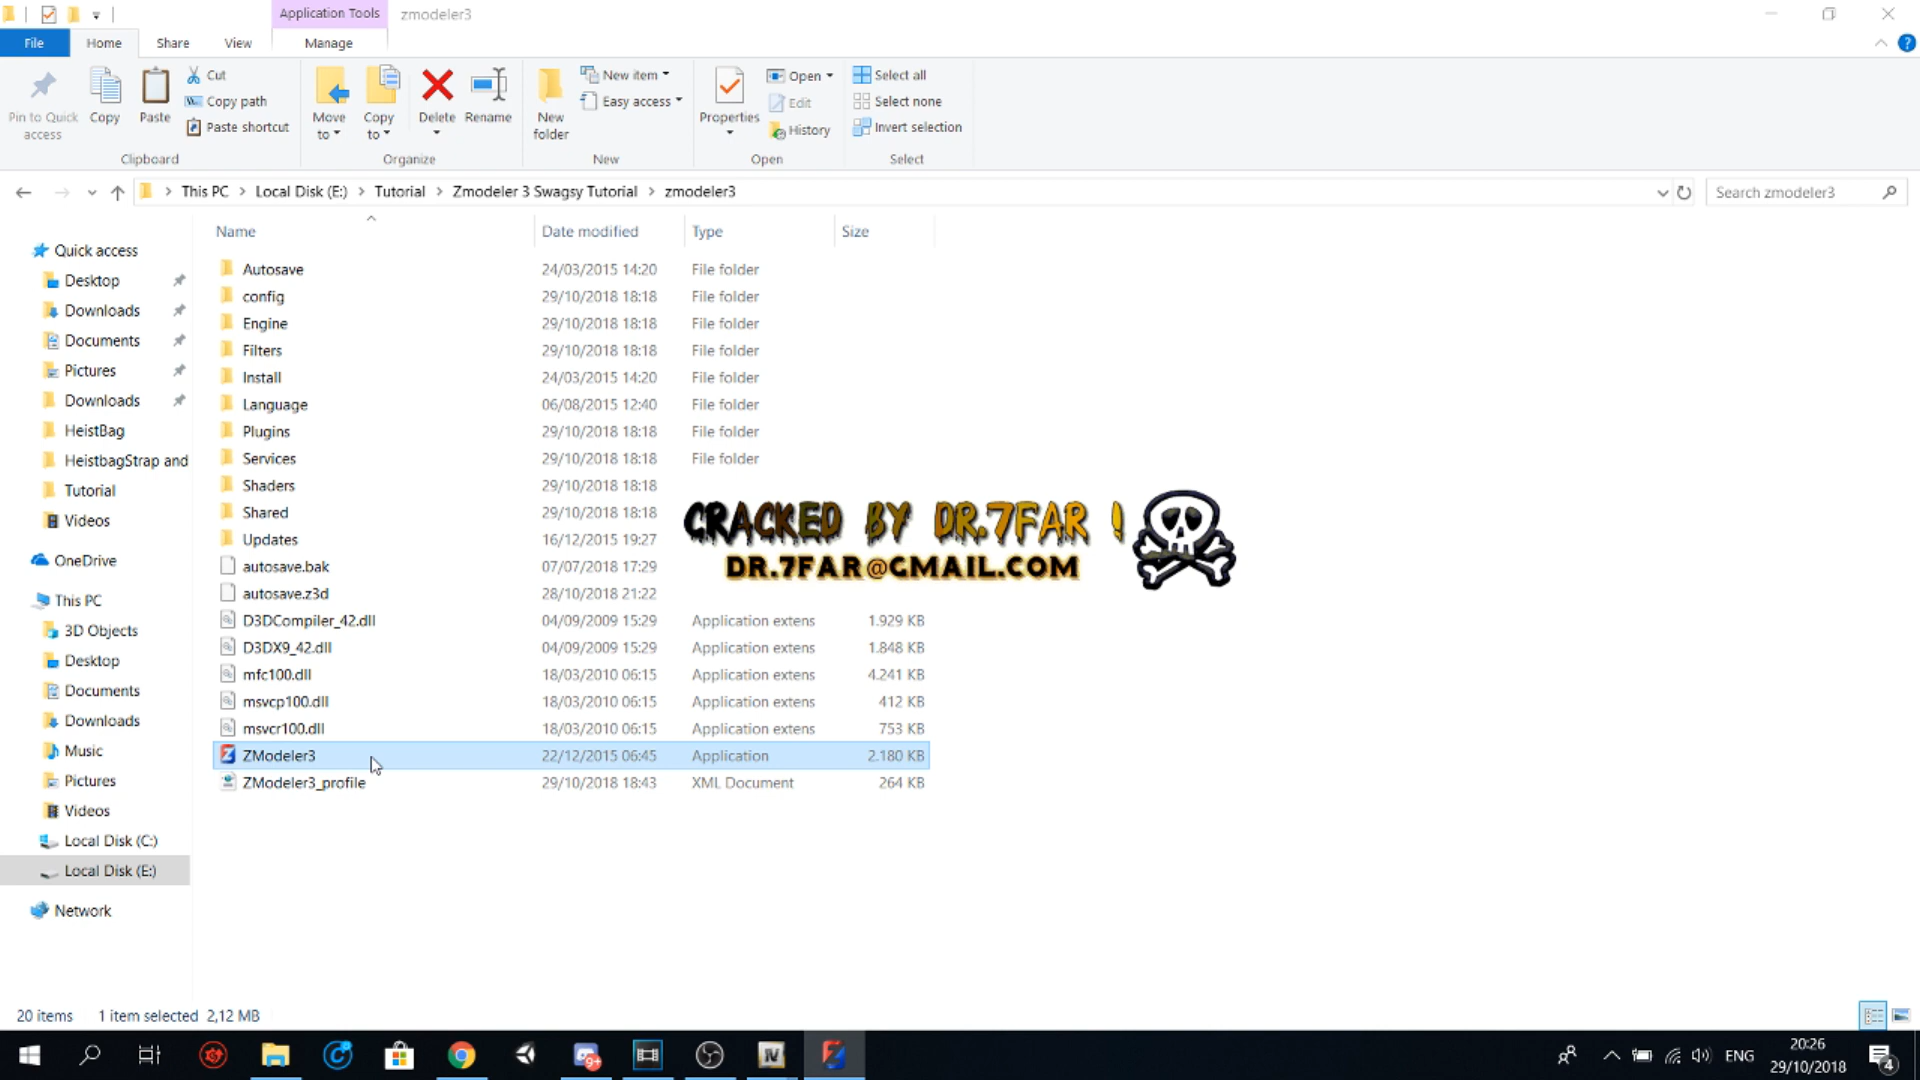 Application Tools
zmodeler3
File
Home
Share
View
Manage
Pin to Quick access
Copy
Paste
Cut
Copy path
Paste shortcut
Clipboard
Move to
Copy to
Delete
Rename
Organize
New folder
New item
Easy access
New
Properties
Open
Edit
History
Open
Select all
Select none
Invert selection
Select
This PC > Local Disk (E:) > Tutorial > Zmodeler 3 Swagsy Tutorial > zmodeler3
Search zmodeler3
Quick access
Desktop
Downloads
Documents
Pictures
Downloads
HeistBag
HeistbagStrap and
Tutorial
Videos
OneDrive
This PC
3D Objects
Desktop
Documents
Downloads
Music
Pictures
Videos
Local Disk (C:)
Local Disk (E:)
Network
Name Date modified Type Size
Autosave 24/03/2015 14:20 File folder
config 29/10/2018 18:18 File folder
Engine 29/10/2018 18:18 File folder
Filters 29/10/2018 18:18 File folder
Install 24/03/2015 14:20 File folder
Language 06/08/2015 12:40 File folder
Plugins 29/10/2018 18:18 File folder
Services 29/10/2018 18:18 File folder
Shaders 29/10/2018 18:18
Shared 29/10/2018 18:18
Updates 16/12/2015 19:27
autosave.bak 07/07/2018 17:29
autosave.z3d 28/10/2018 21:22
D3DCompiler_42.dll 04/09/2009 15:29 Application extens 1.929 KB
D3DX9_42.dll 04/09/2009 15:29 Application extens 1.848 KB
mfc100.dll 18/03/2010 06:15 Application extens 4.241 KB
msvcp100.dll 18/03/2010 06:15 Application extens 412 KB
msvcr100.dll 18/03/2010 06:15 Application extens 753 KB
ZModeler3 22/12/2015 06:45 Application 2.180 KB
ZModeler3_profile 29/10/2018 18:43 XML Document 264 KB
CRACKED BY DR.7FAR !
DR.7FAR@GMAIL.COM
20 items 1 item selected 2,12 MB
9+
IV
ENG
20:26
29/10/2018
4